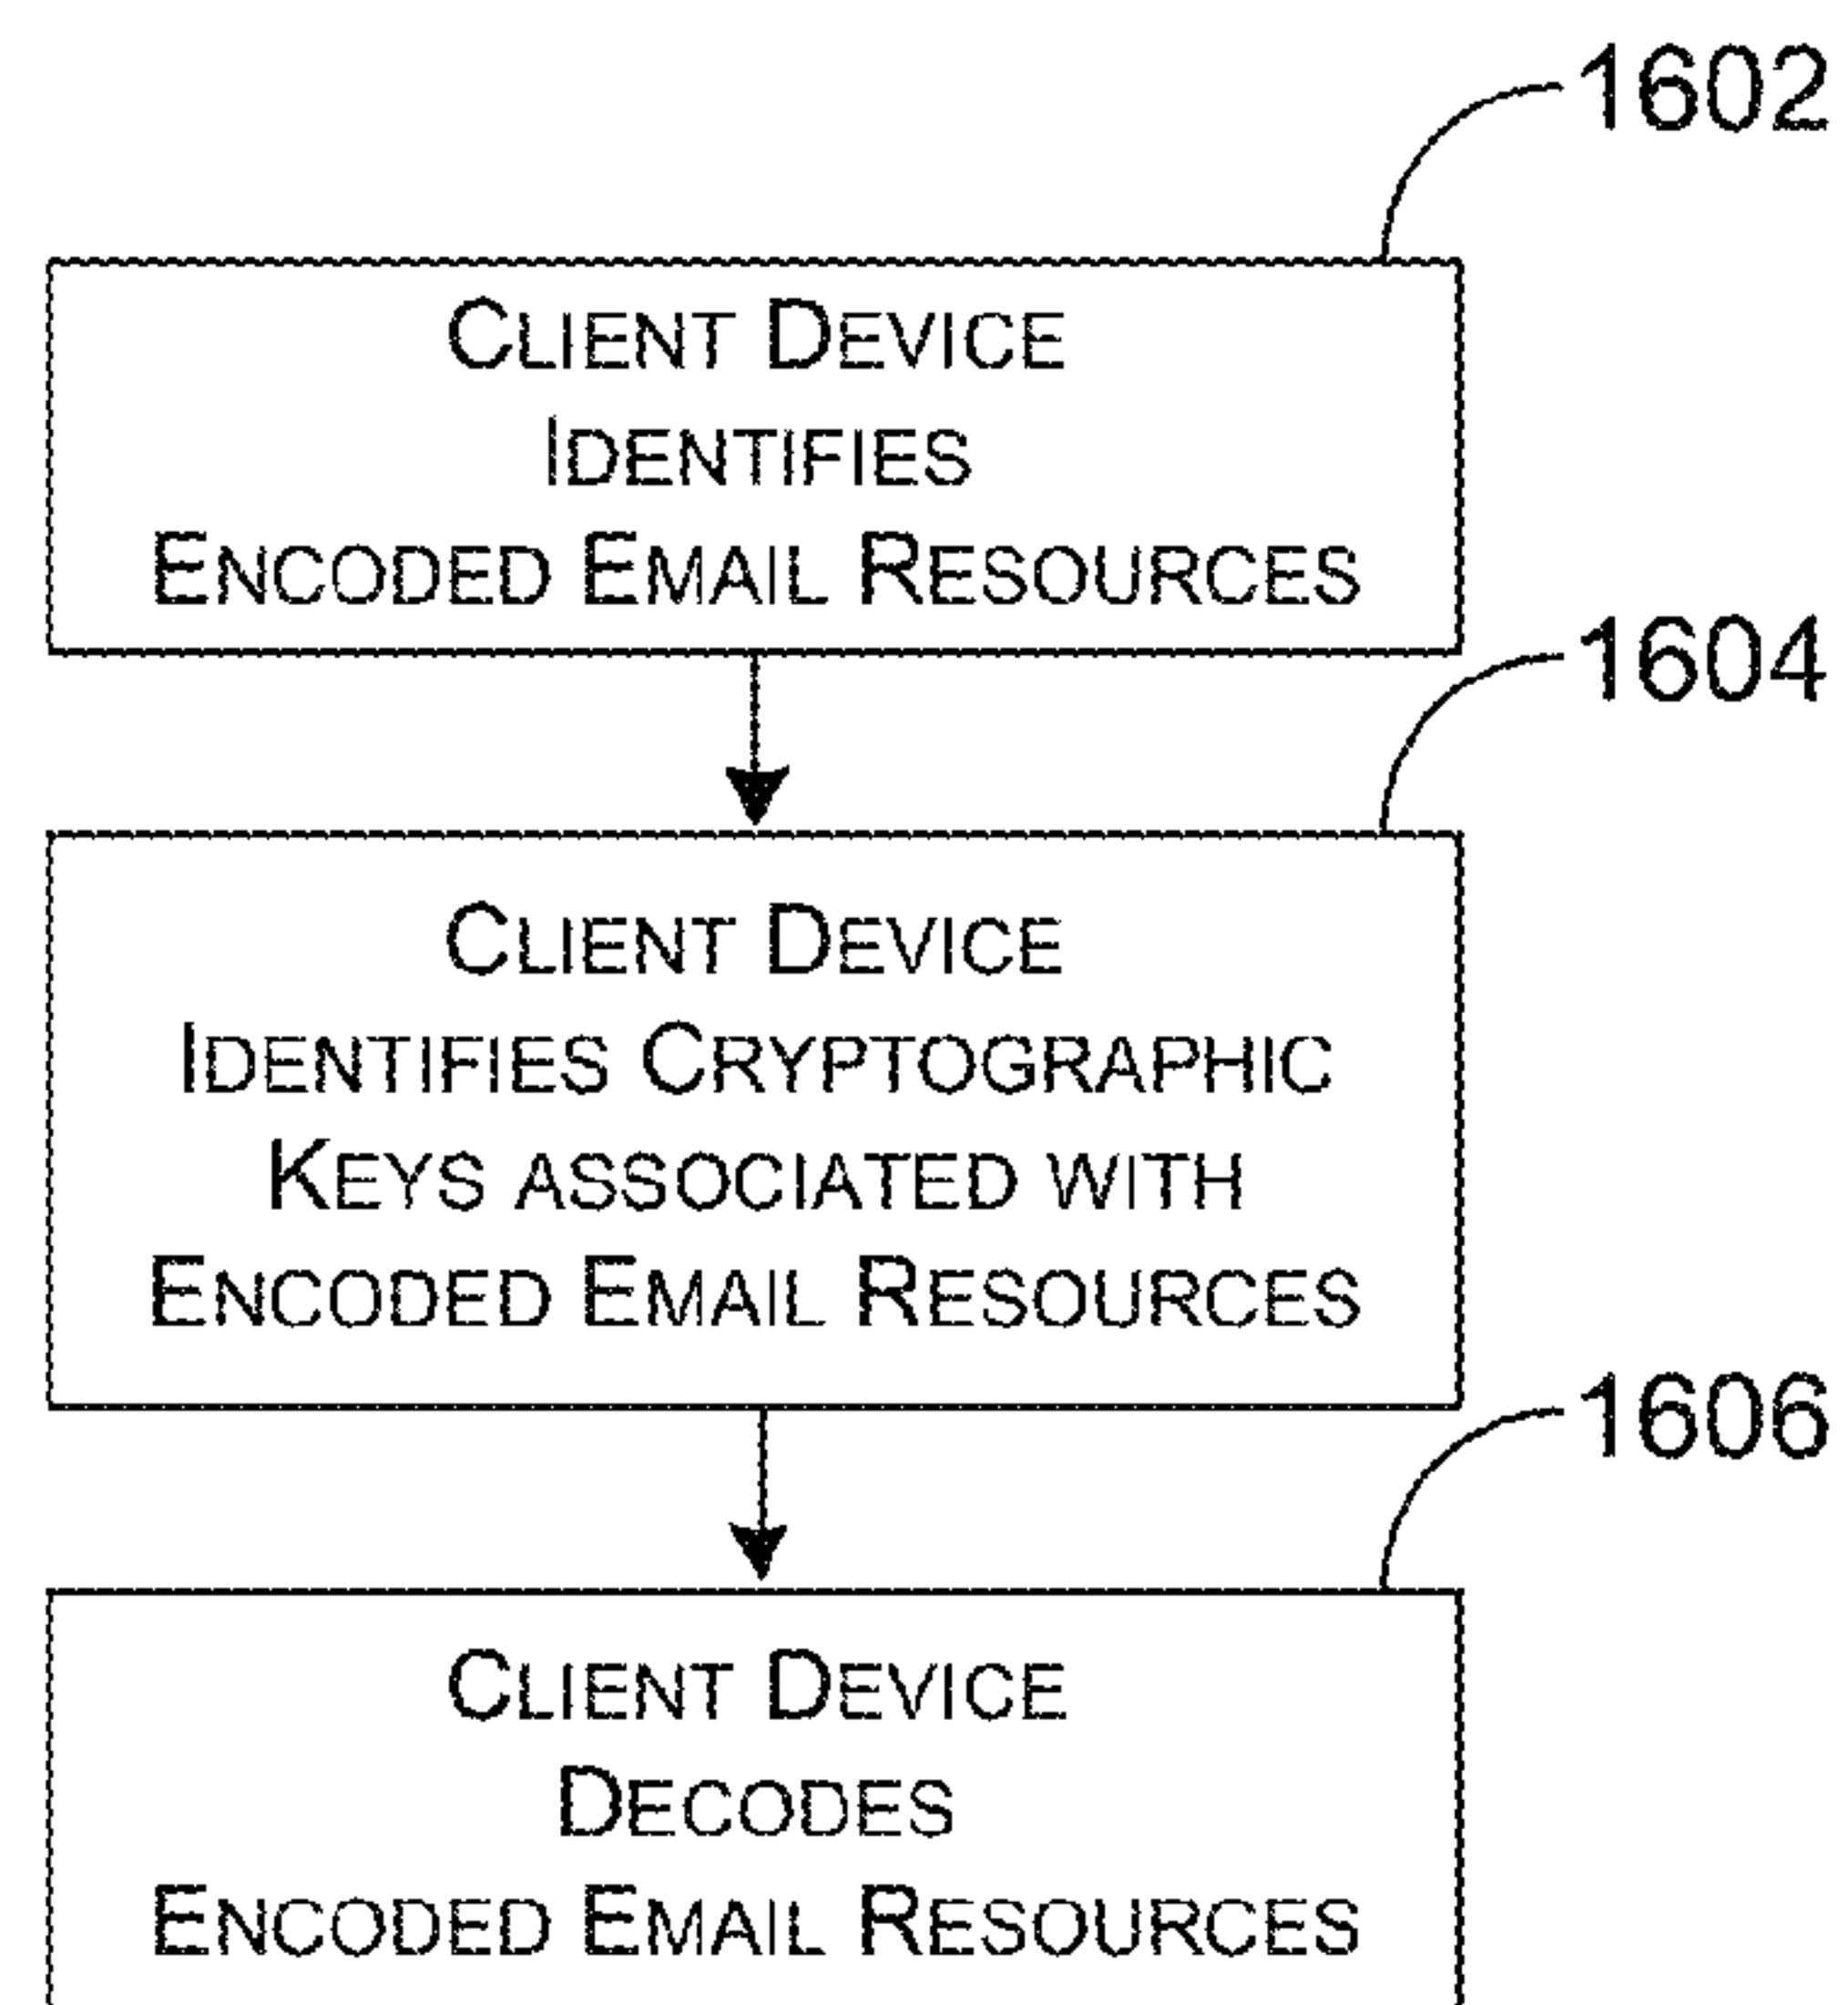 1602
CLIENT DEVICE
IDENTIFIES
ENCODED EMAIL RESOURCES
1604
CLIENT DEVICE
IDENTIFIES CRYPTOGRAPHIC
KEYS ASSOCIATED WITH
ENCODED EMAIL RESOURCES
1606
CLIENT DEVICE
DECODES
ENCODED EMAIL RESOURCES